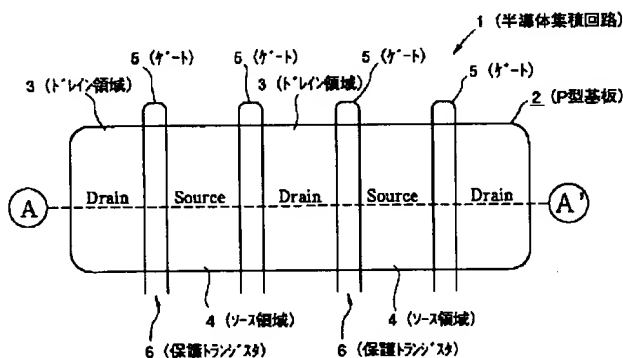 1 (半導体集積回路)
5 (ゲート) 5 (ゲート) 5 (ゲート)
3 (ドレイン領域) 3 (ドレイン領域) 5 (ゲート)
2 (P型基板)
A Drain Source Drain Source Drain A'
4 (ソース領域) 4 (ソース領域)
6 (保護トランジスタ) 6 (保護トランジスタ)